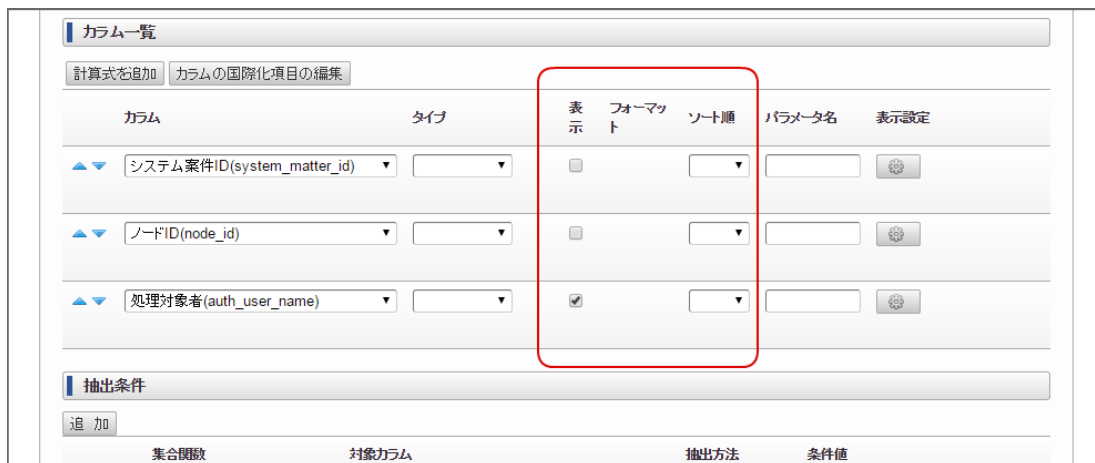 カラム一覧
計算式を追加 カラムの国際化項目の編集
カラム タイプ 表示 フォーマット ソート順 パラメータ名 表示設定
システム案件ID(system_matter_id)
ノードID(node_id)
処理対象者(auth_user_name)
抽出条件
追 加
集合関数 対象カラム 抽出方法 条件値